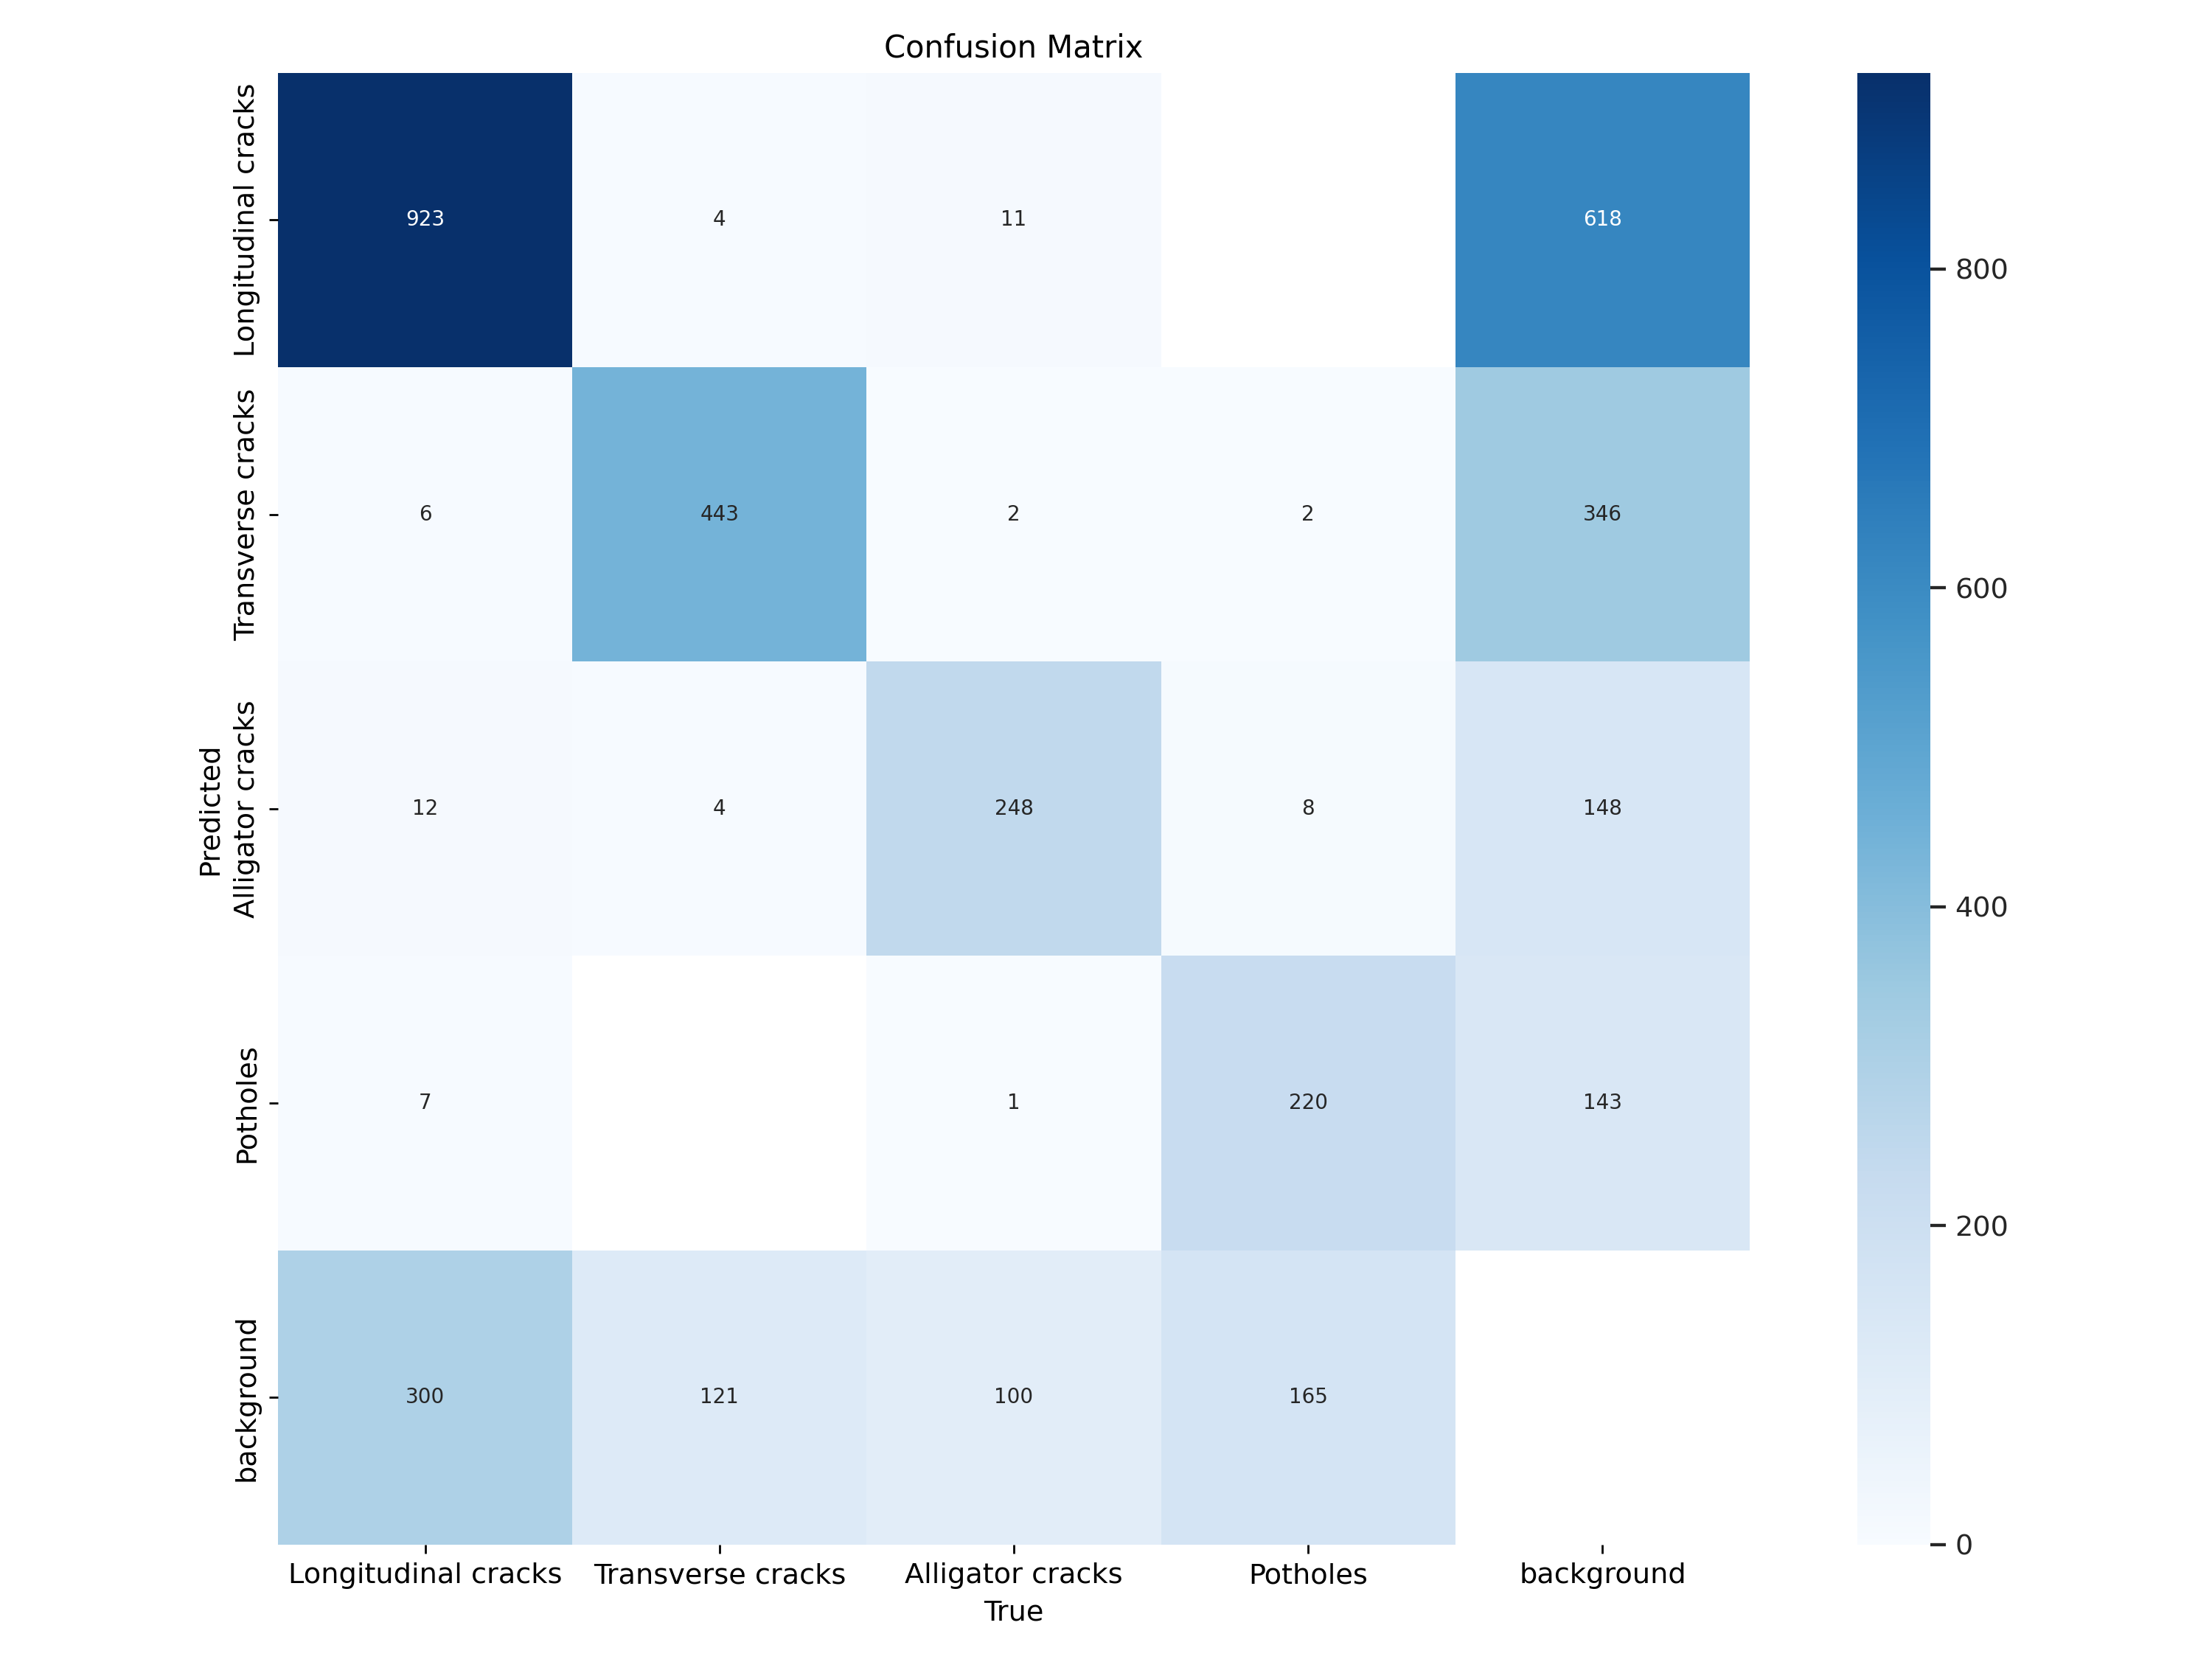 Confusion Matrix
Predicted
Longitudinal cracks
923 4 11 618
Transverse cracks
6 443 2 2 346
Alligator cracks
12 4 248 8 148
Potholes
7 1 220 143
background
300 121 100 165
Longitudinal cracks Transverse cracks Alligator cracks Potholes background
True
800
600
400
200
0